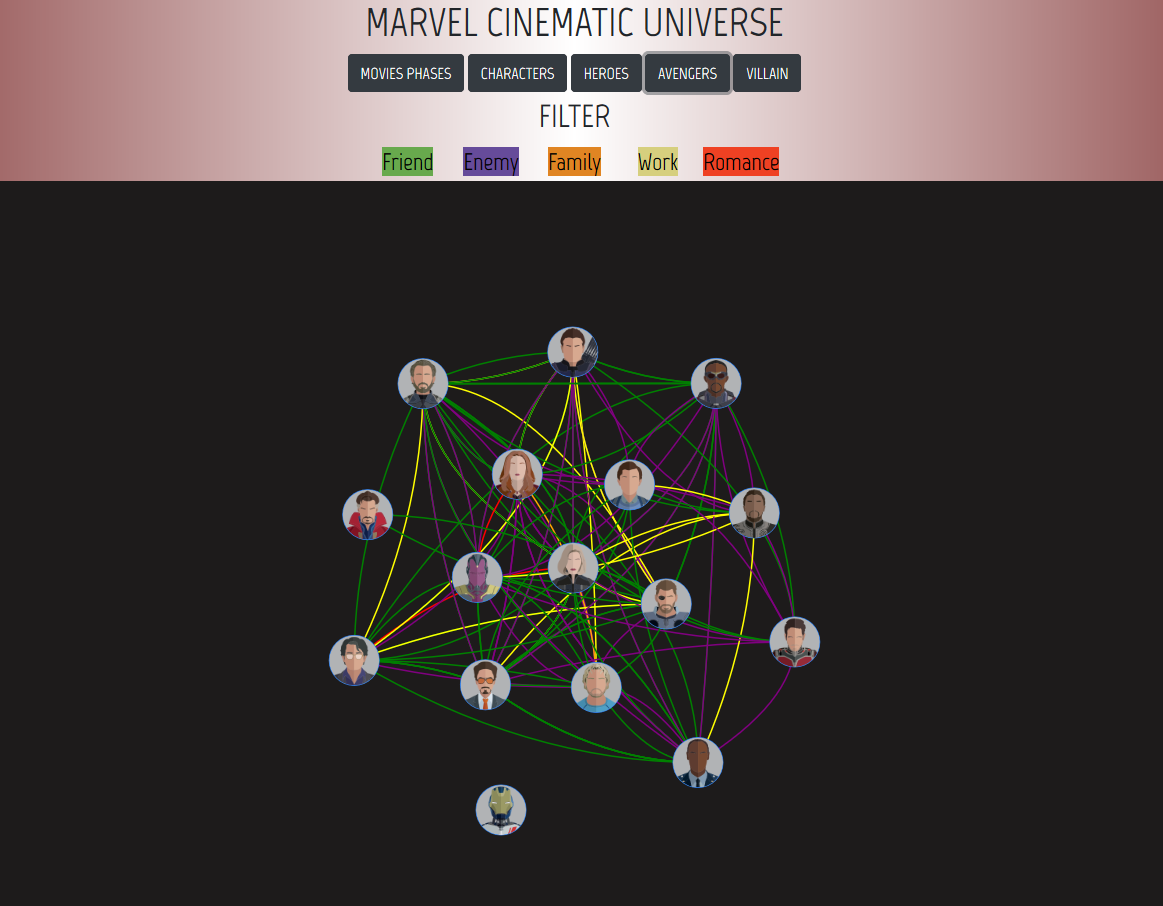 MARVEL CINEMATIC UNIVERSE
MOVIES PHASES CHARACTERS HEROES AVENGERS VILLAIN
FILTER
Friend Enemy Family Work Romance